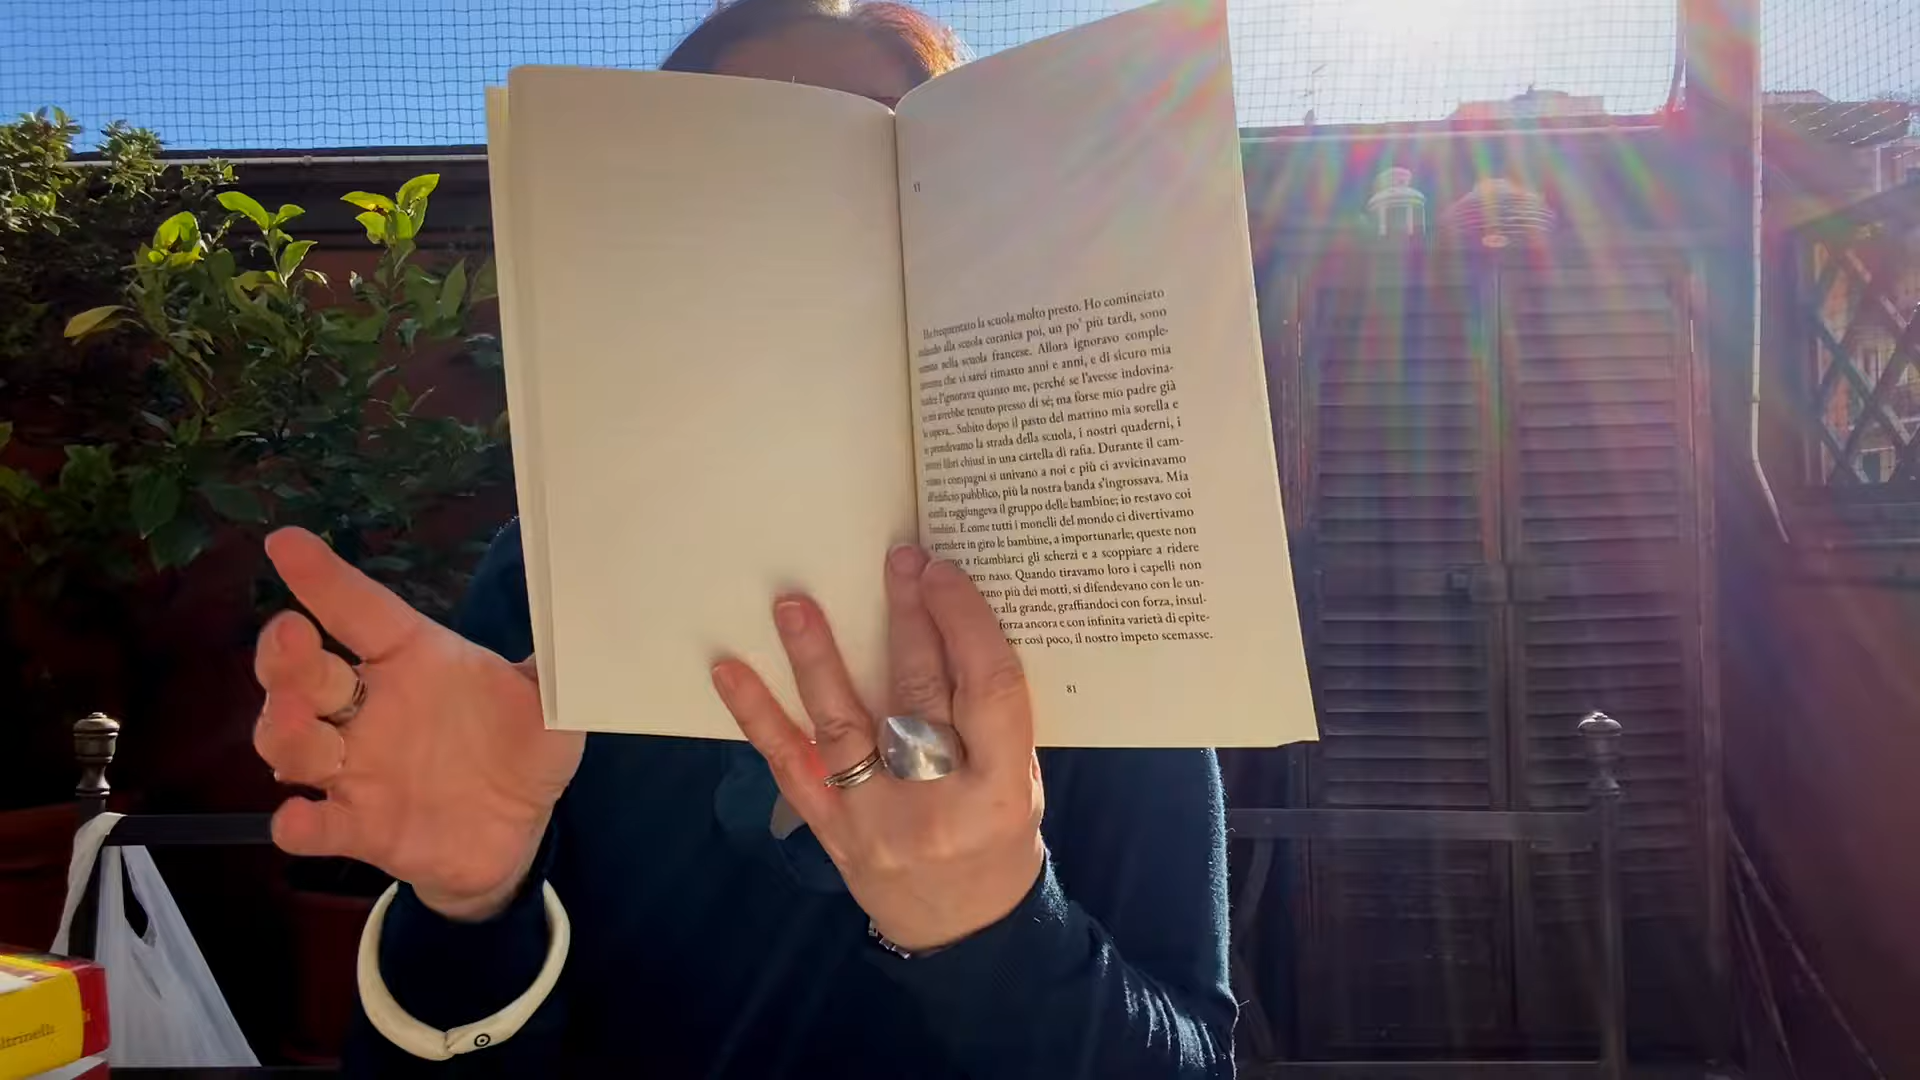 Ho frequentato la scuola molto presto. Ho cominciato
alla scuola coranica poi, un po' più tardi, sono
nella scuola francese. Allora ignoravo comple-
che vi sarei rimasto anni e anni, e di sicuro mia
l'ignorava quanto me, perché se l'avesse indovina-
avrebbe tenuto presso di sé; ma forse mio padre già
lo sapeva... Subito dopo il pasto del mattino mia sorella e
io prendevamo la strada della scuola, i nostri quaderni, i
nostri libri chiusi in una cartella di rafia. Durante il cam-
mino i compagni si univano a noi e più ci avvicinavamo
all'edificio pubblico, più la nostra banda s'ingrossava. Mia
sorella raggiungeva il gruppo delle bambine; io restavo coi
bambini. E come tutti i monelli del mondo ci divertivamo
a prendere in giro le bambine, a importunarle; queste non
a ricambiarci gli scherzi e a scoppiare a ridere
naso. Quando tiravamo loro i capelli non
più dei motti, si difendevano con le un-
e alla grande, graffiandoci con forza, insul-
forza ancora e con infinita varietà di epite-
per così poco, il nostro impeto scemasse.
81
ltrinelli